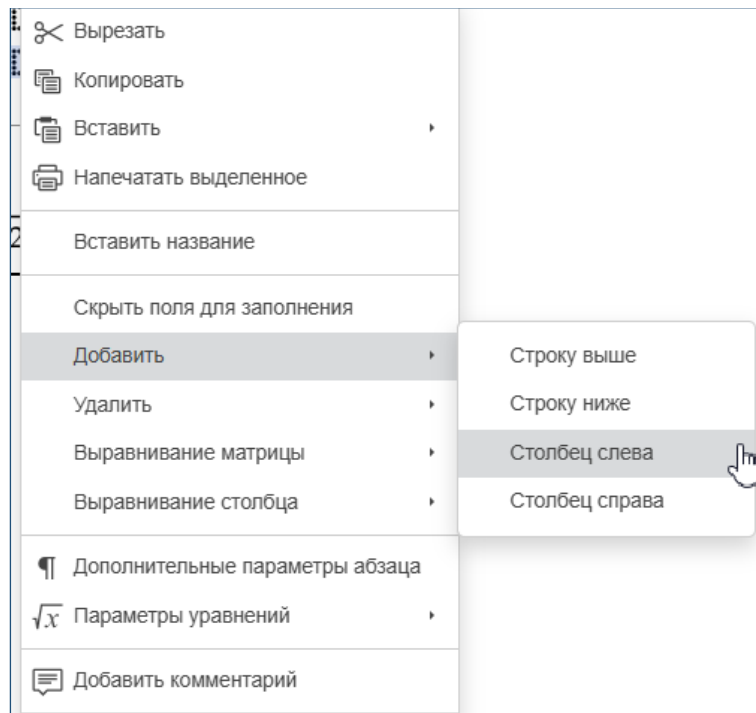 Вырезать
Копировать
Вставить
Напечатать выделенное
2
Вставить название
Скрыть поля для заполнения
Добавить
Строку выше
Удалить
Строку ниже
Выравнивание матрицы
Столбец слева
Выравнивание столбца
Столбец справа
¶ Дополнительные параметры абзаца
√x Параметры уравнений
Добавить комментарий